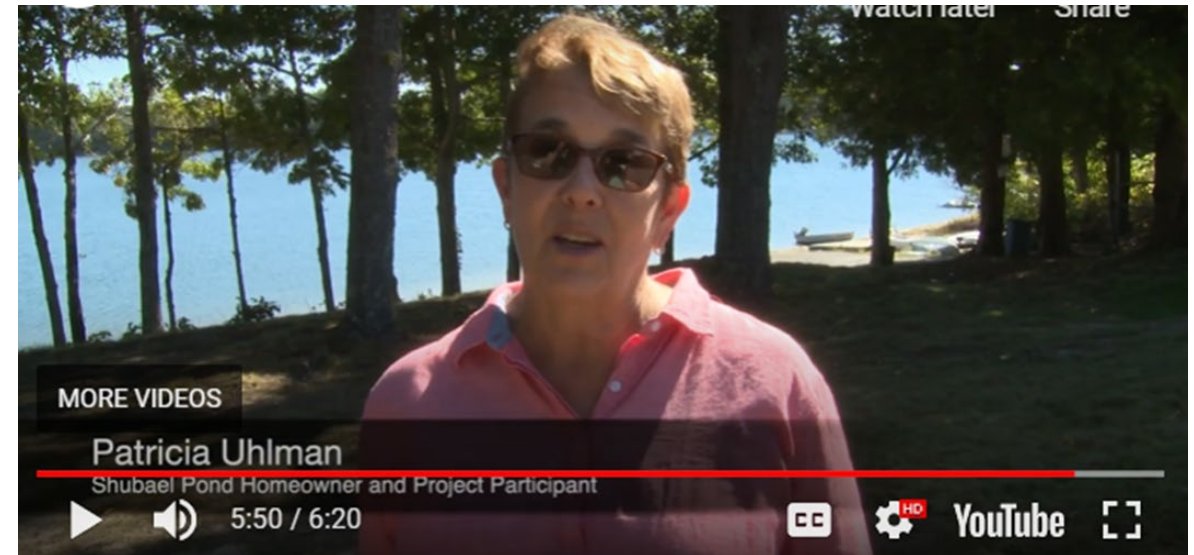 Watch later Share
MORE VIDEOS
Patricia Uhlman
Shubael Pond Homeowner and Project Participant
5:50 / 6:20 CC HD YouTube